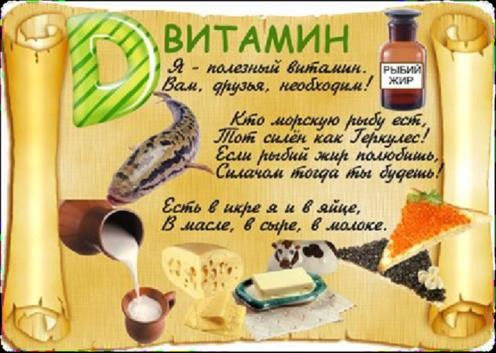 D ВИТАМИН
Я - полезный витамин.
Вам, друзья, необходим!
РЫБИЙ
ЖИР
Кто морскую рыбу ест,
Тот силён как Геркулес!
Если рыбий жир полюбишь,
Силачом тогда ты будешь!
Есть в икре я и в яйце,
В масле, в сыре, в молоке.